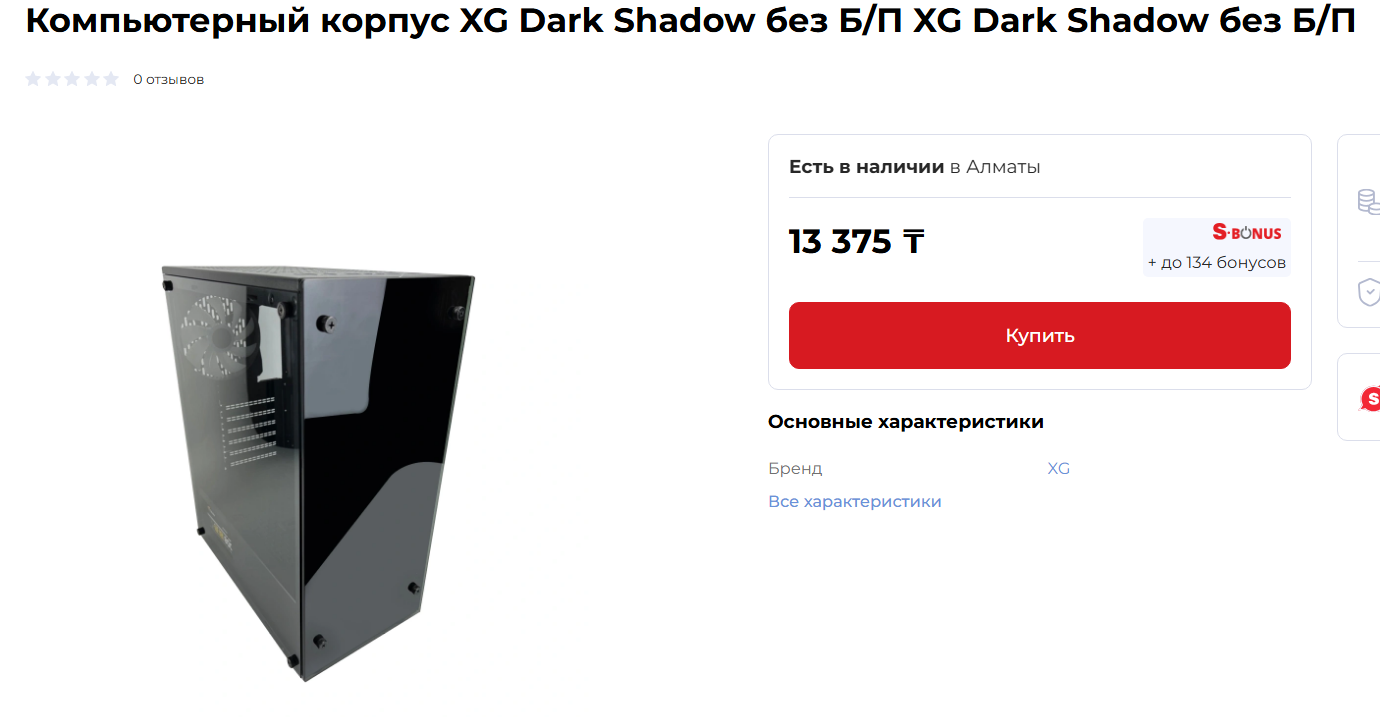 Компьютерный корпус XG Dark Shadow без Б/П XG Dark Shadow без Б/П
0 отзывов
Есть в наличии в Алматы
13 375 ₸
S·BONUS
+ до 134 бонусов
Купить
Основные характеристики
Бренд XG
Все характеристики
S